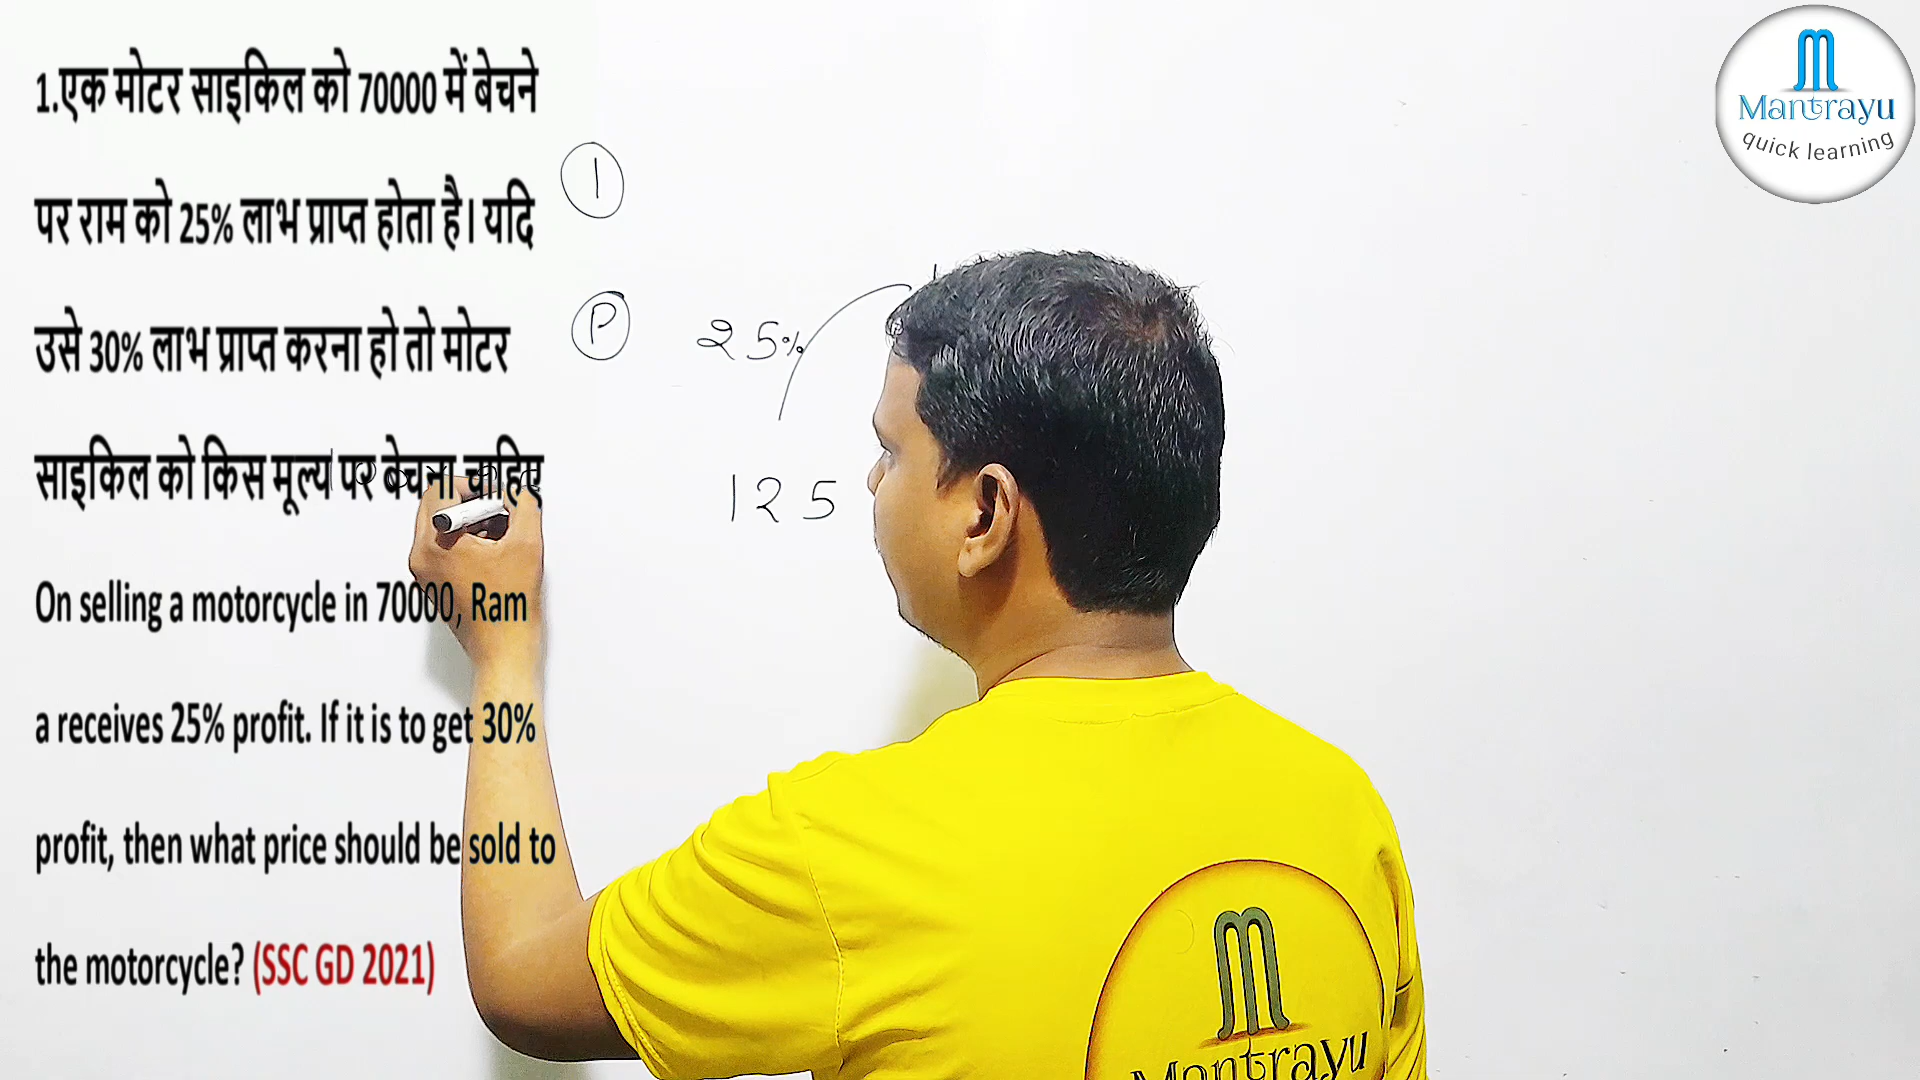 1.एक मोटर साइकिल को 70000 में बेचने
पर राम को 25% लाभ प्राप्त होता है। यदि
उसे 30% लाभ प्राप्त करना हो तो मोटर
साइकिल को किस मूल्य पर बेचना चाहिए
On selling a motorcycle in 70000, Ram
a receives 25% profit. If it is to get 30%
profit, then what price should be sold to
the motorcycle? (SSC GD 2021)
1
P 25%
125
Mantrayu
quick learning
Mantrayu